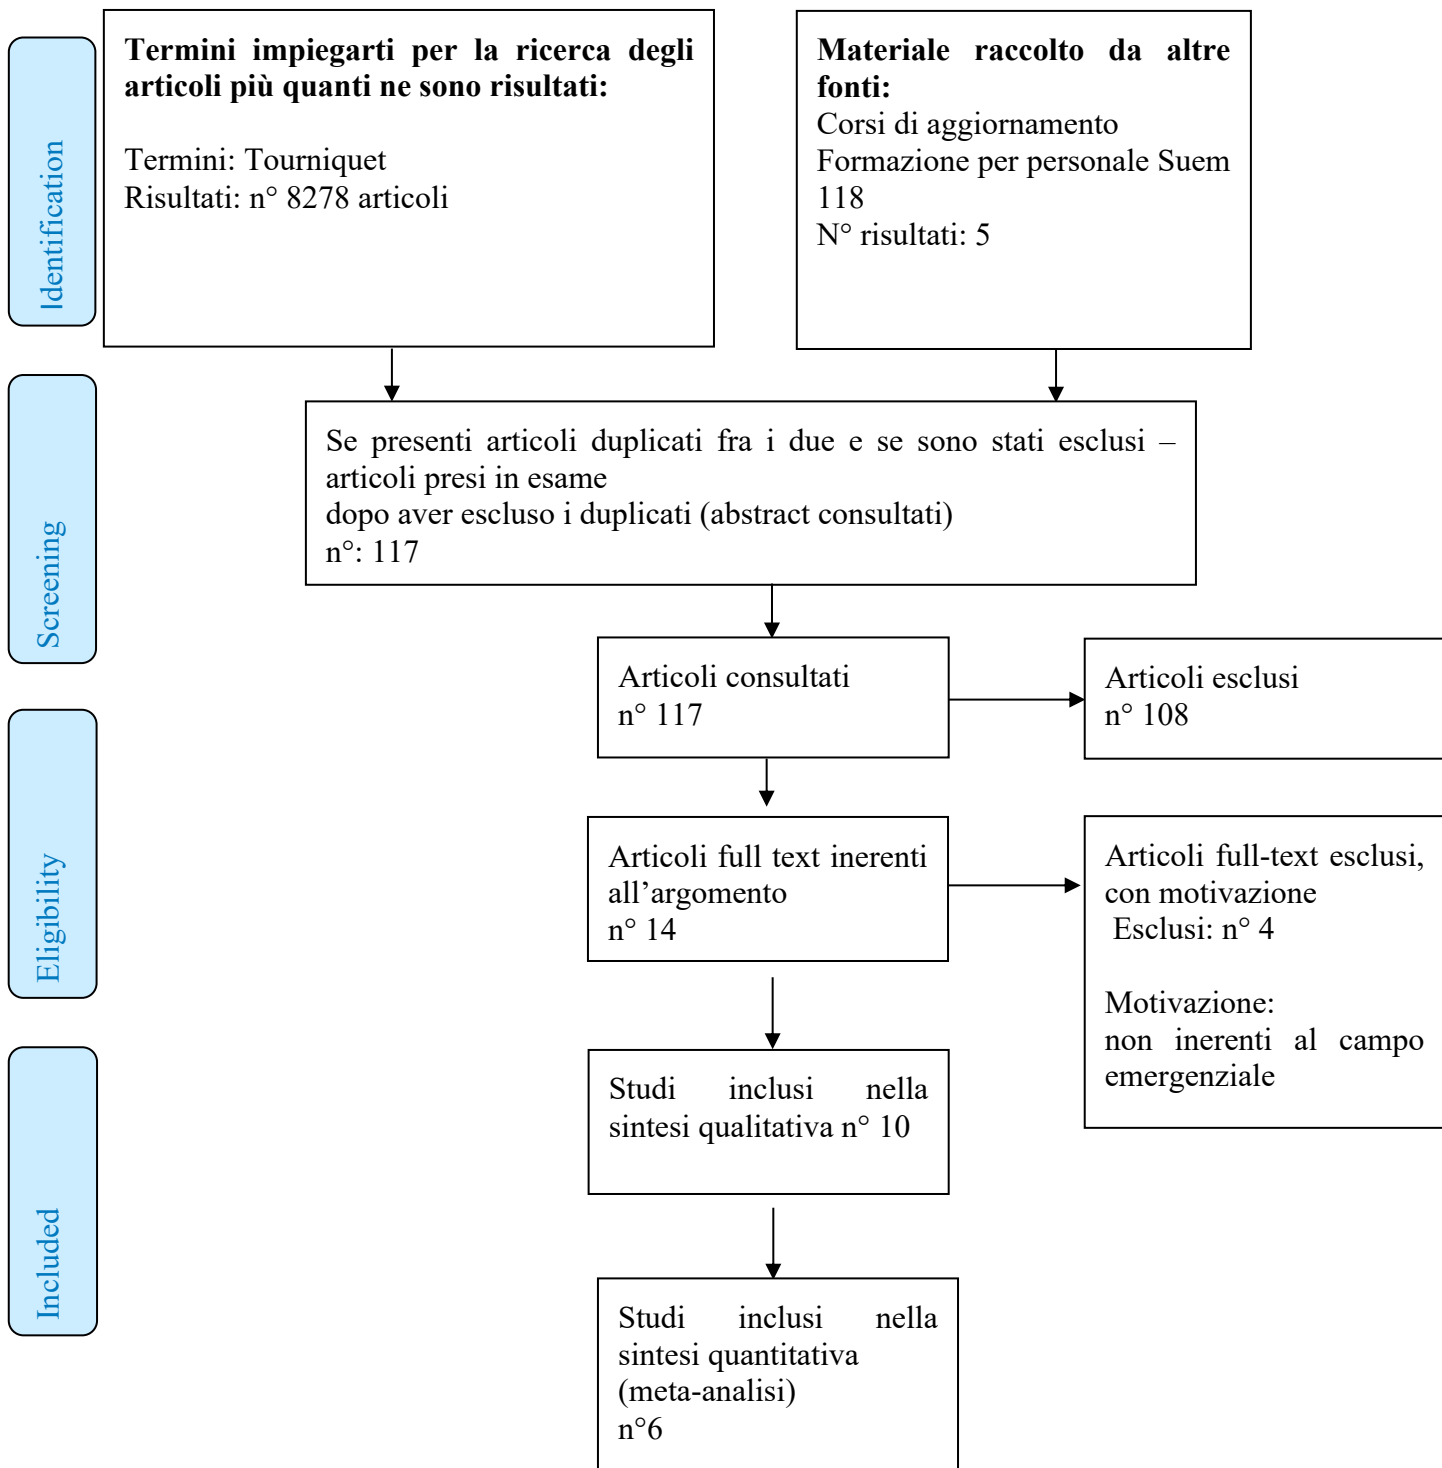 Identification
Termini impiegarti per la ricerca degli
articoli più quanti ne sono risultati:
Termini: Tourniquet
Risultati: n° 8278 articoli
Materiale raccolto da altre
fonti:
Corsi di aggiornamento
Formazione per personale Suem
118
N° risultati: 5
Screening
Se presenti articoli duplicati fra i due e se sono stati esclusi –
articoli presi in esame
dopo aver escluso i duplicati (abstract consultati)
n°: 117
Articoli consultati
n° 117
Articoli esclusi
n° 108
Eligibility
Articoli full text inerenti
all’argomento
n° 14
Articoli full-text esclusi,
con motivazione
Esclusi: n° 4
Motivazione:
non inerenti al campo
emergenziale
Included
Studi inclusi nella
sintesi qualitativa n° 10
Studi inclusi nella
sintesi quantitativa
(meta-analisi)
n°6